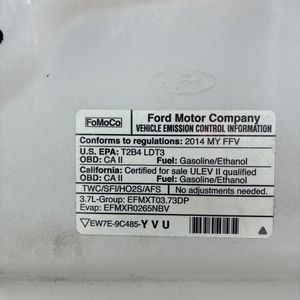 Ford
FoMoCo
Ford Motor Company
VEHICLE EMISSION CONTROL INFORMATION
Conforms to regulations: 2014 MY FFV
U.S. EPA: T2B4 LDT3
OBD: CA II Fuel: Gasoline/Ethanol
California: Certified for sale ULEV II qualified
OBD: CA II Fuel: Gasoline/Ethanol
TWC/SFI/HO2S/AFS No adjustments needed
3.7L-Group: EFMXT03.73DP
Evap: EFMXR0265NBV
EW7E-9C485-YVU